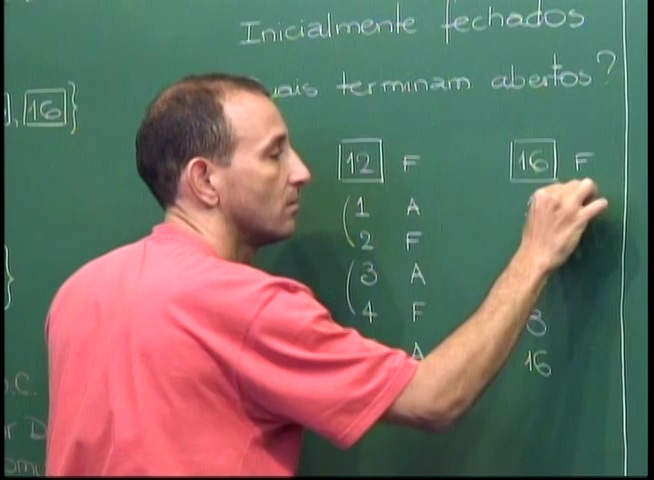 Inicialmente fechados
terminam abertos?
, 16 }
12 F
1 A
2 F
3 A
4 F
A
16 F
8
16